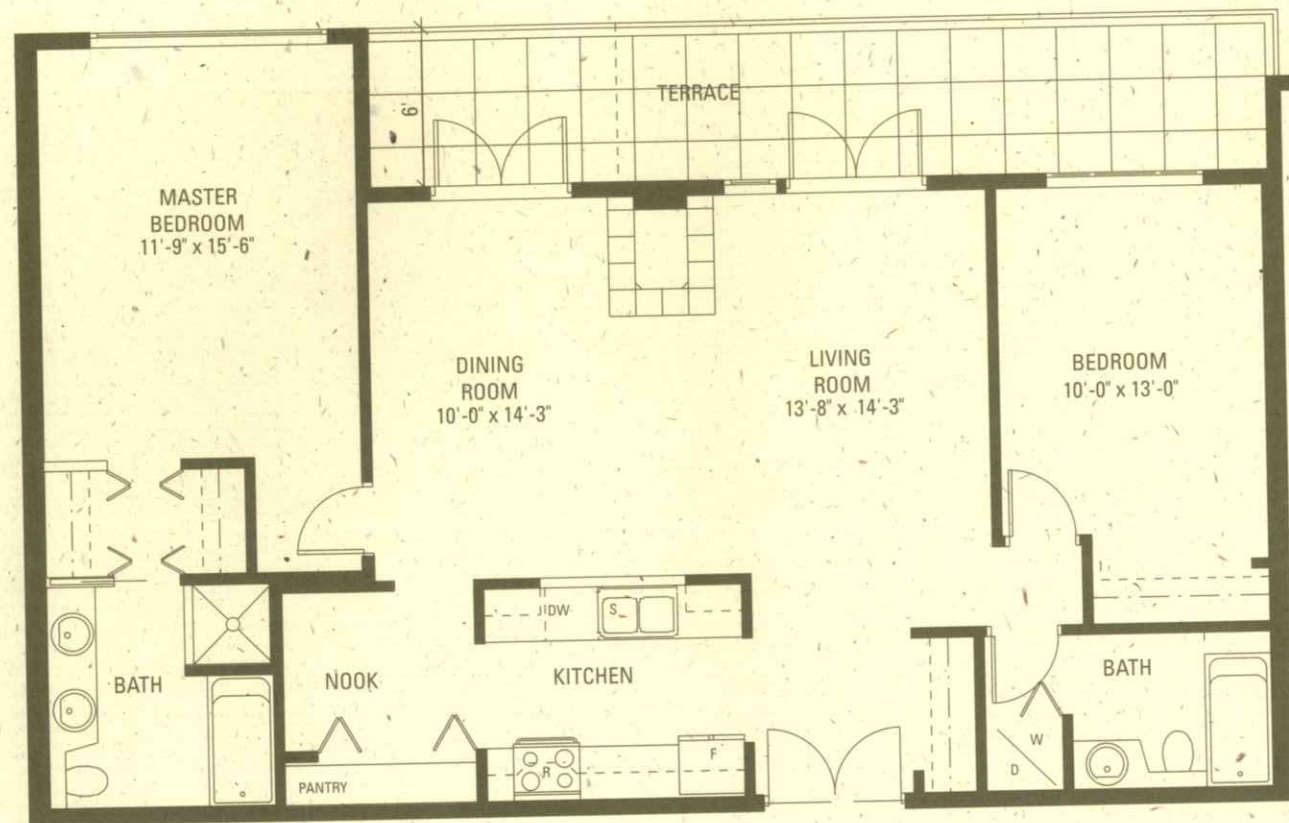 TERRACE
6'
MASTER
BEDROOM
11'-9" x 15'-6"
DINING
ROOM
10'-0" x 14'-3"
LIVING
ROOM
13'-8" x 14'-3"
BEDROOM
10'-0" x 13'-0"
DW
S
BATH
NOOK
KITCHEN
BATH
W
D
R
F
PANTRY